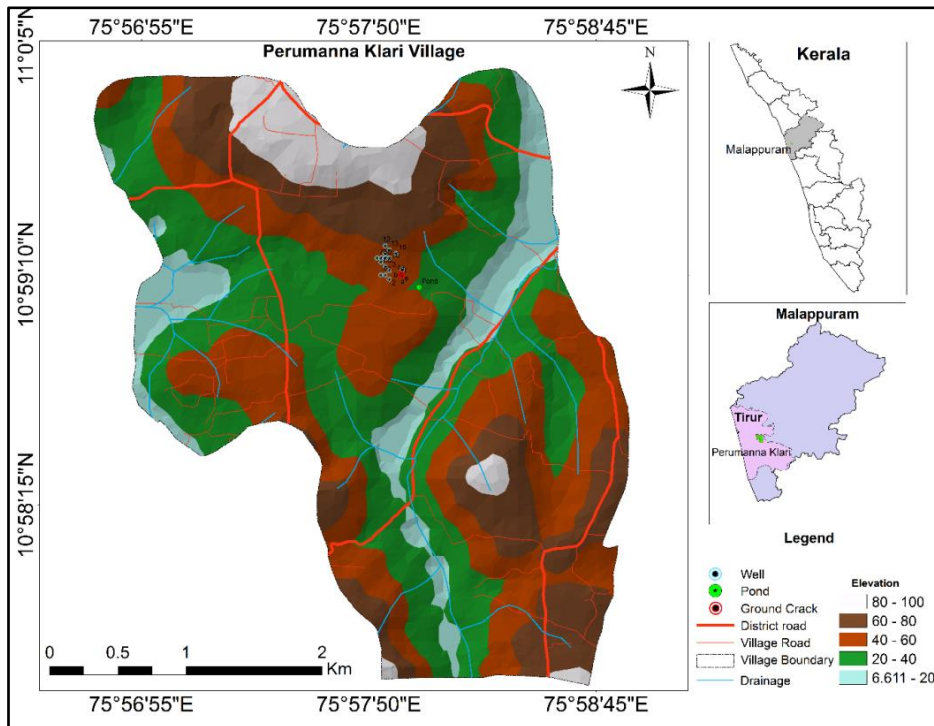 75°56'55"E 75°57'50"E 75°58'45"E
Perumanna Klari Village
N
11°0'5"N
10°59'10"N
10°58'15"N
Pond
0 0.5 1 2
Km
75°56'55"E 75°57'50"E 75°58'45"E
Kerala
Malappuram
Malappuram
Tirur
Perumanna Klari
Legend
Well
Pond
Ground Crack
District road
Village Road
Village Boundary
Drainage
Elevation
80 - 100
60 - 80
40 - 60
20 - 40
6.611 - 20